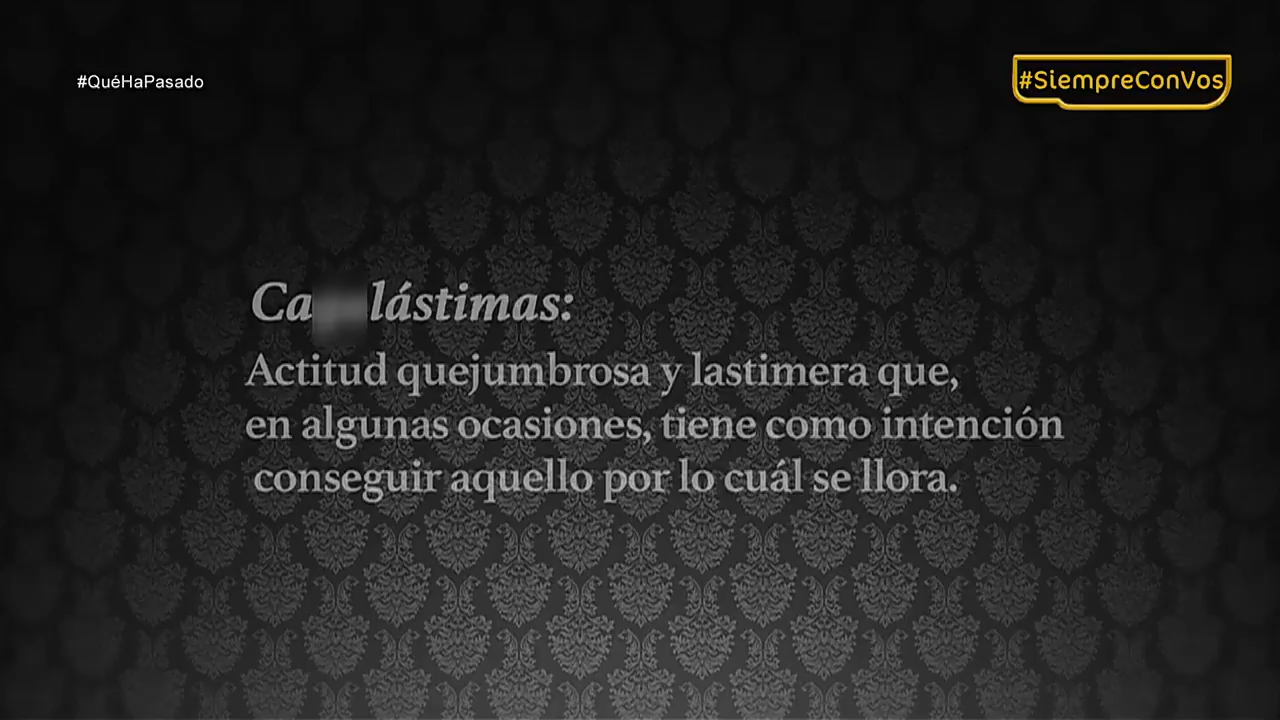 #QuéHaPasado
#SiempreConVos
lástimas:
Actitud quejumbrosa y lastimera que,
en algunas ocasiones, tiene como intención
conseguir aquello por lo cuál se llora.